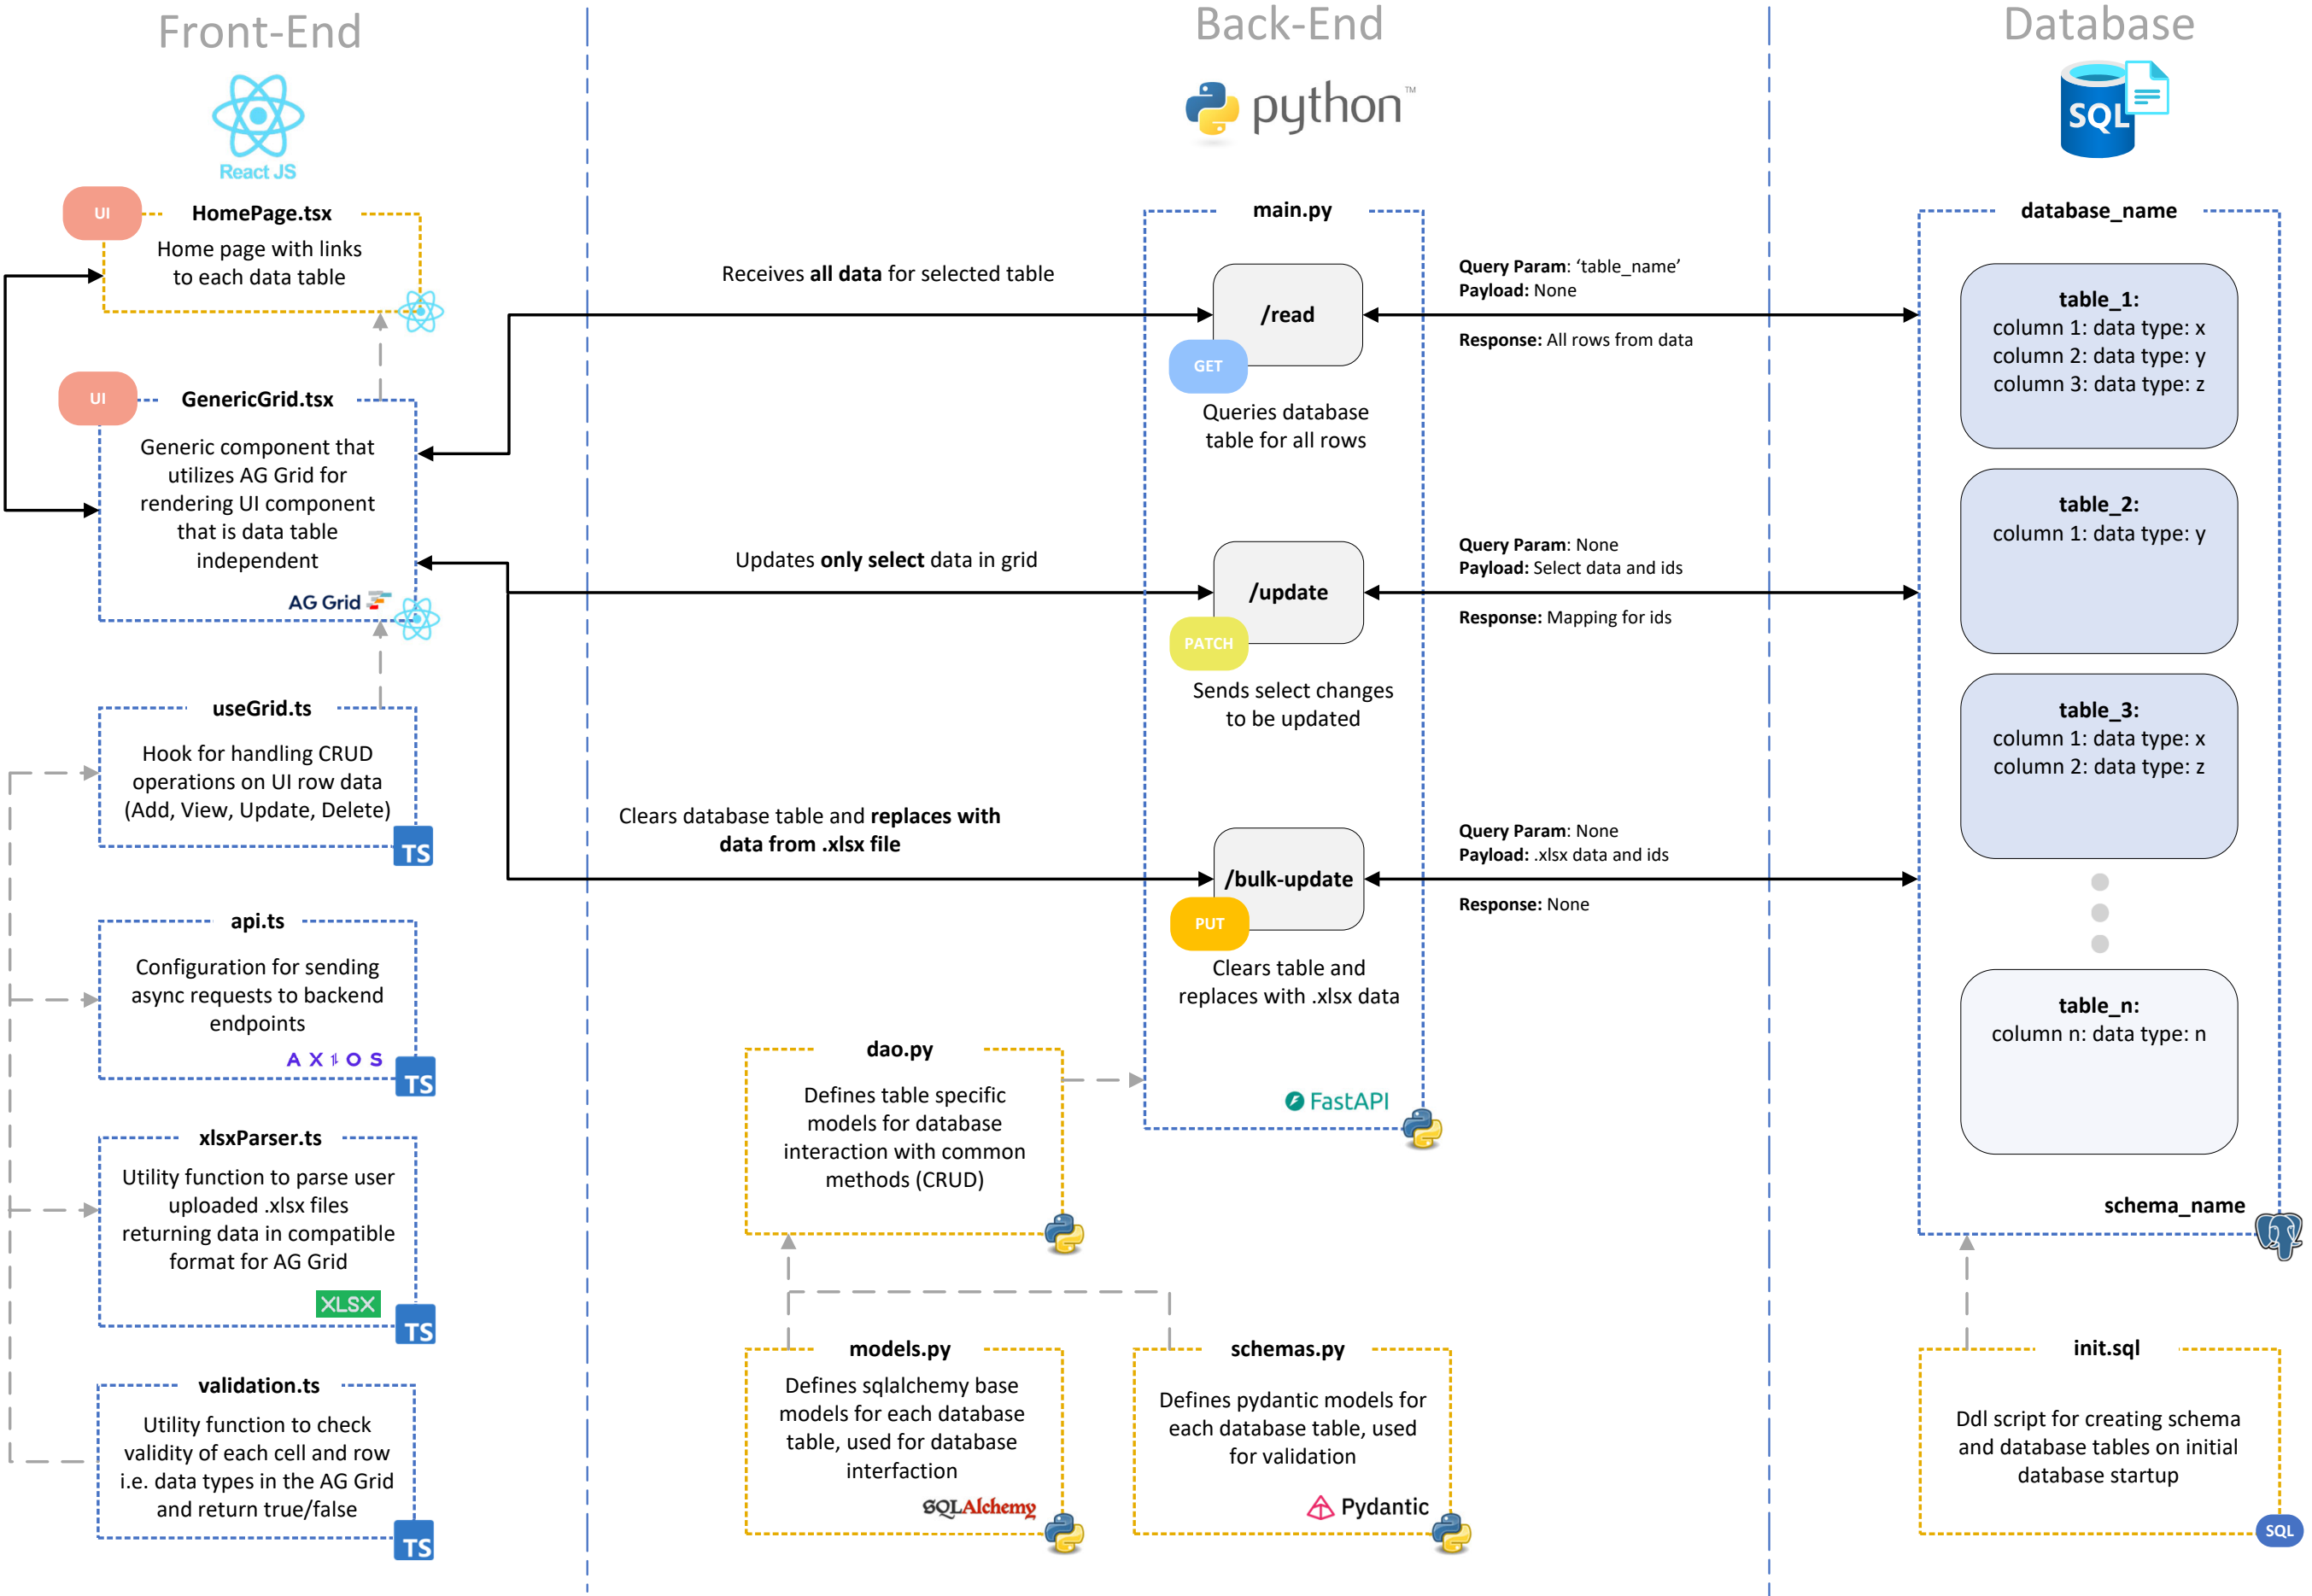 Front-End
React JS
UI
HomePage.tsx
Home page with links
to each data table
UI
GenericGrid.tsx
Generic component that
utilizes AG Grid for
rendering UI component
that is data table
independent
AG Grid
useGrid.ts
Hook for handling CRUD
operations on UI row data
(Add, View, Update, Delete)
TS
api.ts
Configuration for sending
async requests to backend
endpoints
AXIOS
TS
xlsxParser.ts
Utility function to parse user
uploaded .xlsx files
returning data in compatible
format for AG Grid
XLSX
TS
validation.ts
Utility function to check
validity of each cell and row
i.e. data types in the AG Grid
and return true/false
TS
Back-End
python™
Receives all data for selected table
Updates only select data in grid
Clears database table and replaces with
data from .xlsx file
main.py
/read
GET
Queries database
table for all rows
/update
PATCH
Sends select changes
to be updated
/bulk-update
PUT
Clears table and
replaces with .xlsx data
FastAPI
Query Param: ‘table_name’
Payload: None
Response: All rows from data
Query Param: None
Payload: Select data and ids
Response: Mapping for ids
Query Param: None
Payload: .xlsx data and ids
Response: None
dao.py
Defines table specific
models for database
interaction with common
methods (CRUD)
models.py
Defines sqlalchemy base
models for each database
table, used for database
interfaction
SQLAlchemy
schemas.py
Defines pydantic models for
each database table, used
for validation
Pydantic
Database
SQL
database_name
table_1:
column 1: data type: x
column 2: data type: y
column 3: data type: z
table_2:
column 1: data type: y
table_3:
column 1: data type: x
column 2: data type: z
table_n:
column n: data type: n
schema_name
init.sql
Ddl script for creating schema
and database tables on initial
database startup
SQL